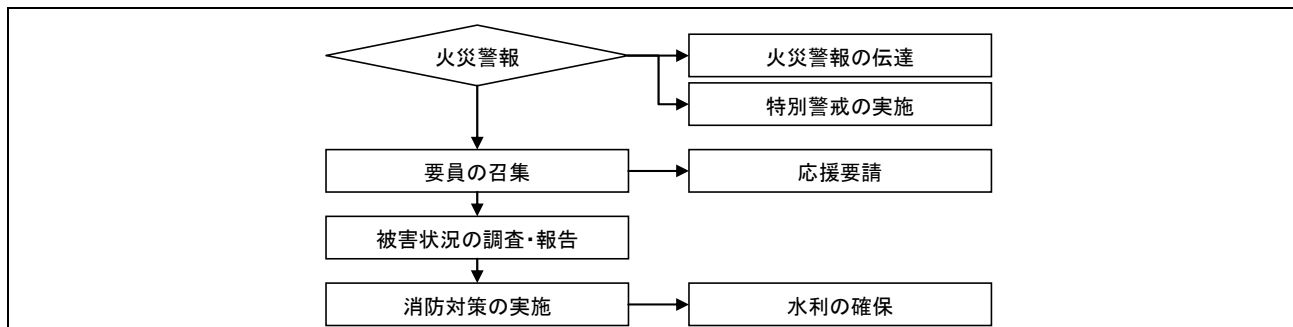 火災警報
火災警報の伝達
特別警戒の実施
要員の召集
応援要請
被害状況の調査・報告
消防対策の実施
水利の確保